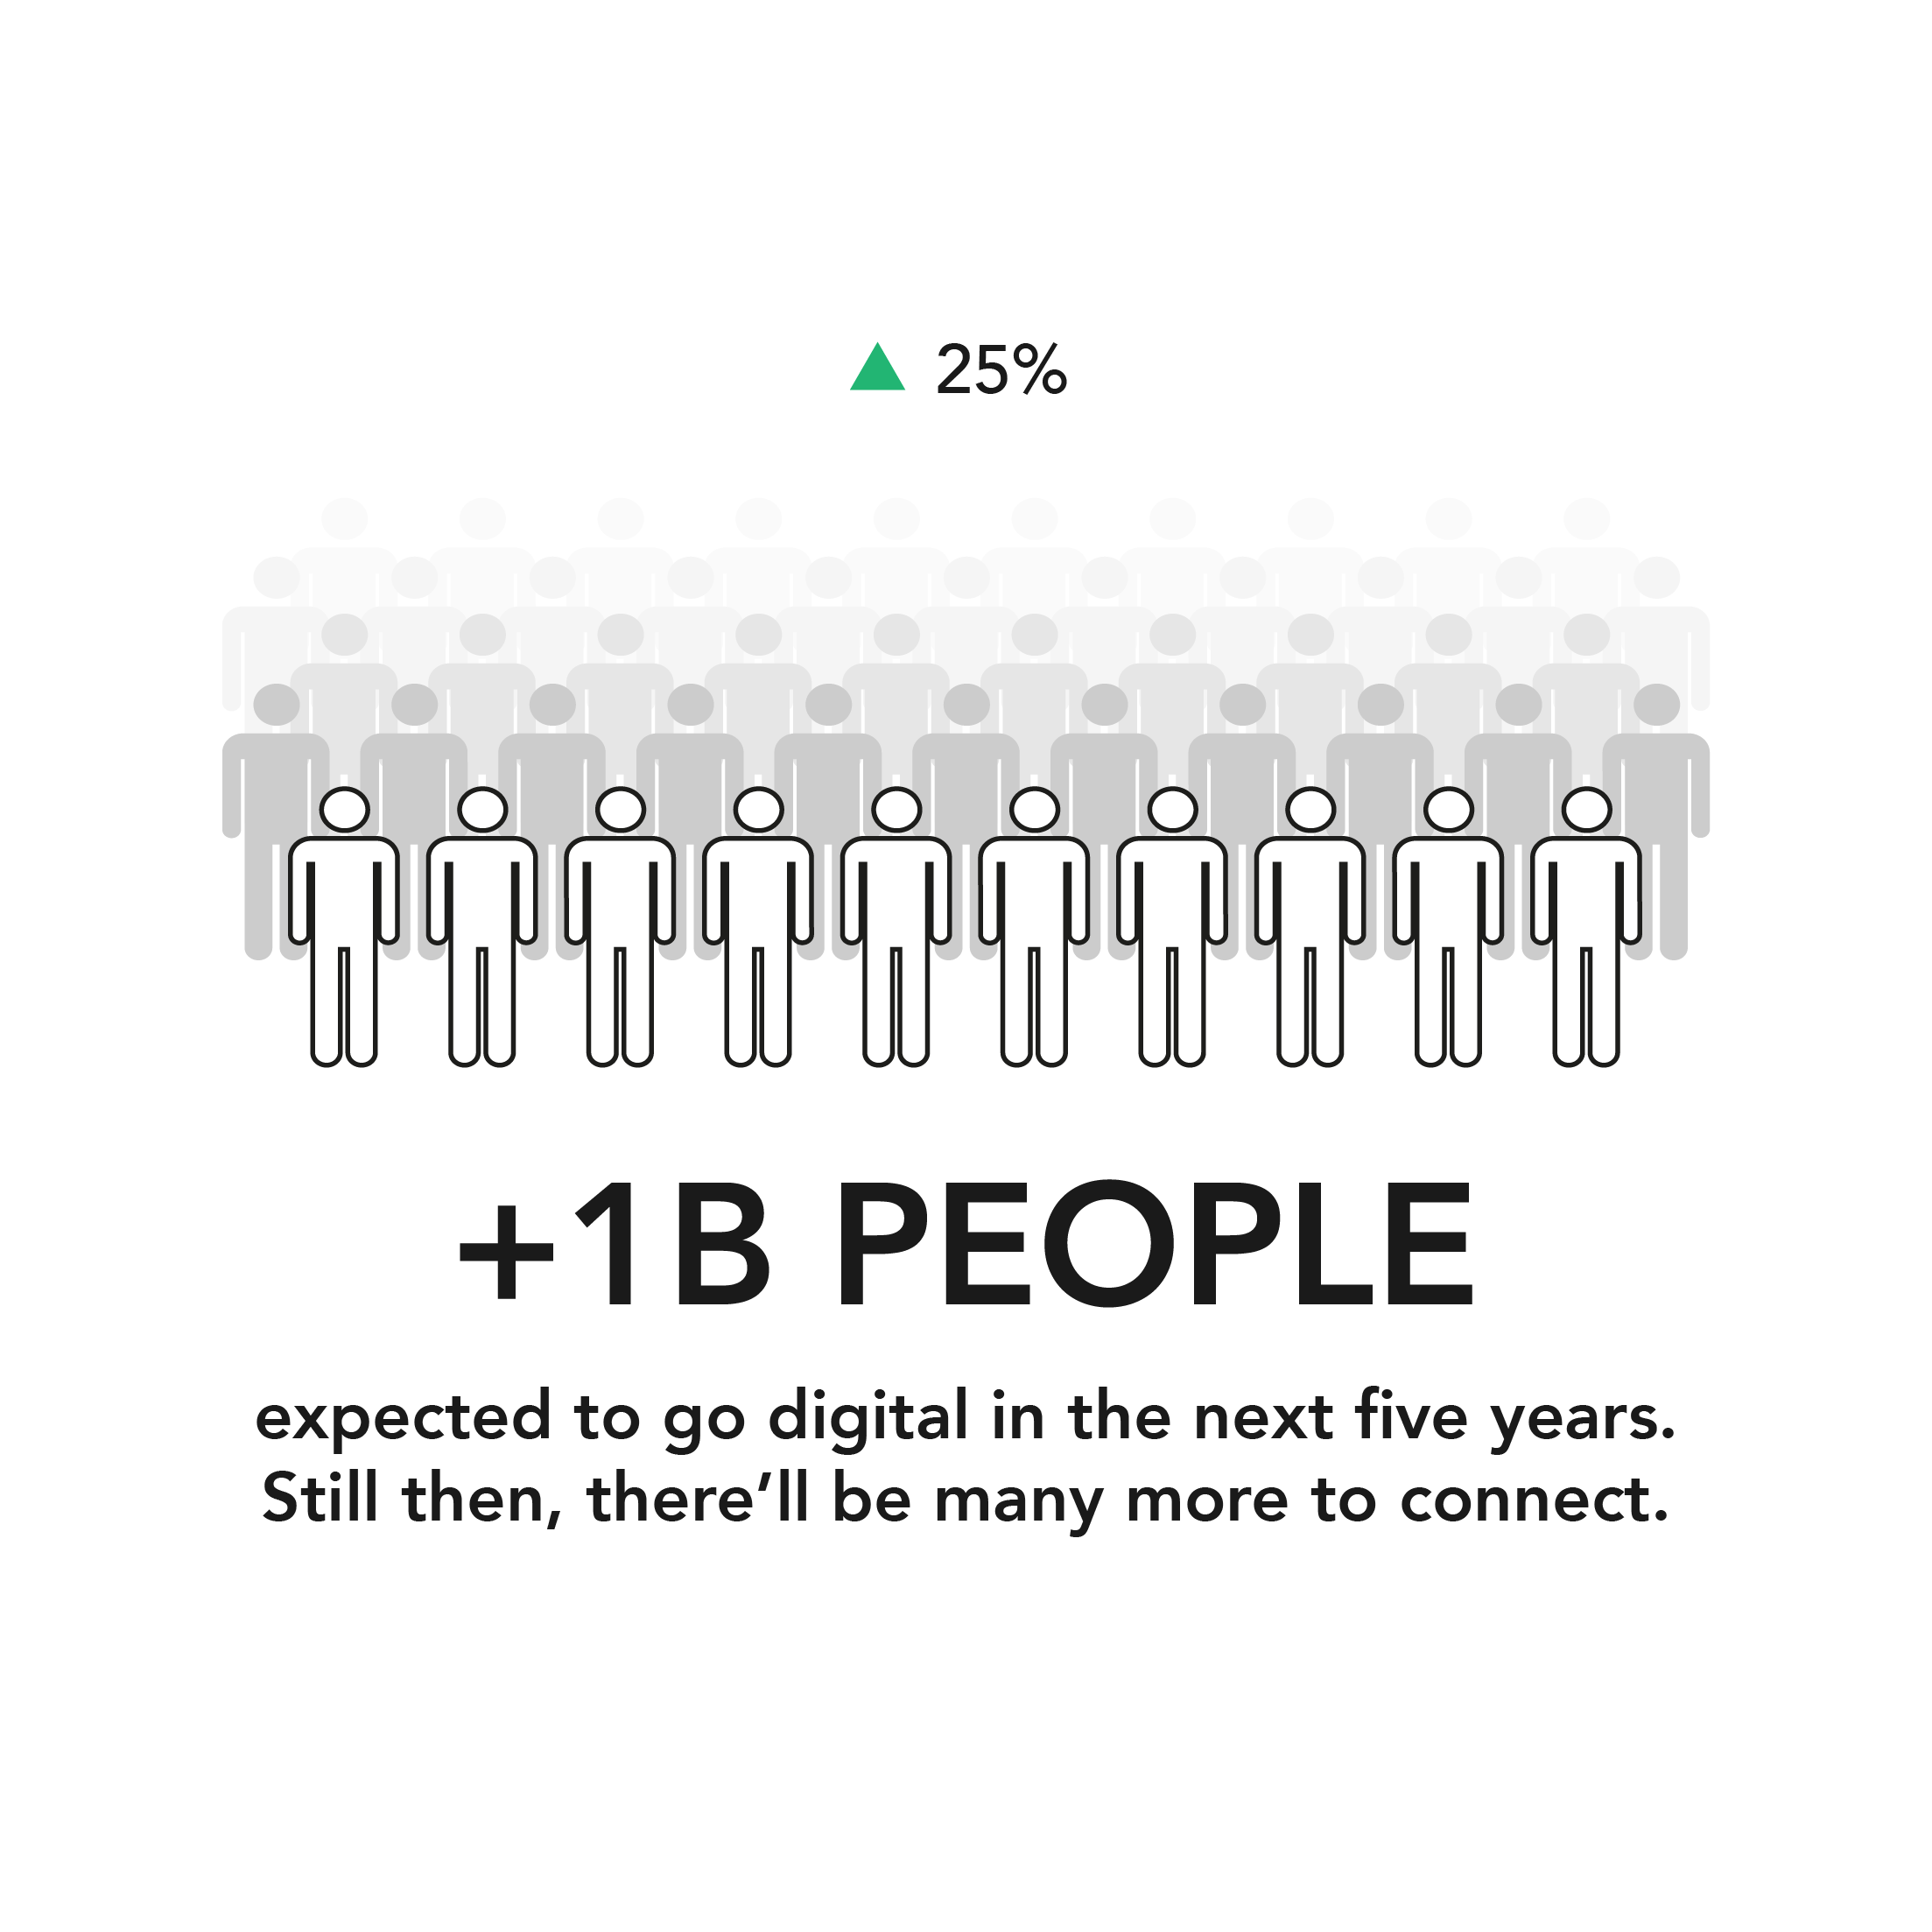 25%
+1B PEOPLE
expected to go digital in the next five years.
Still then, there’ll be many more to connect.